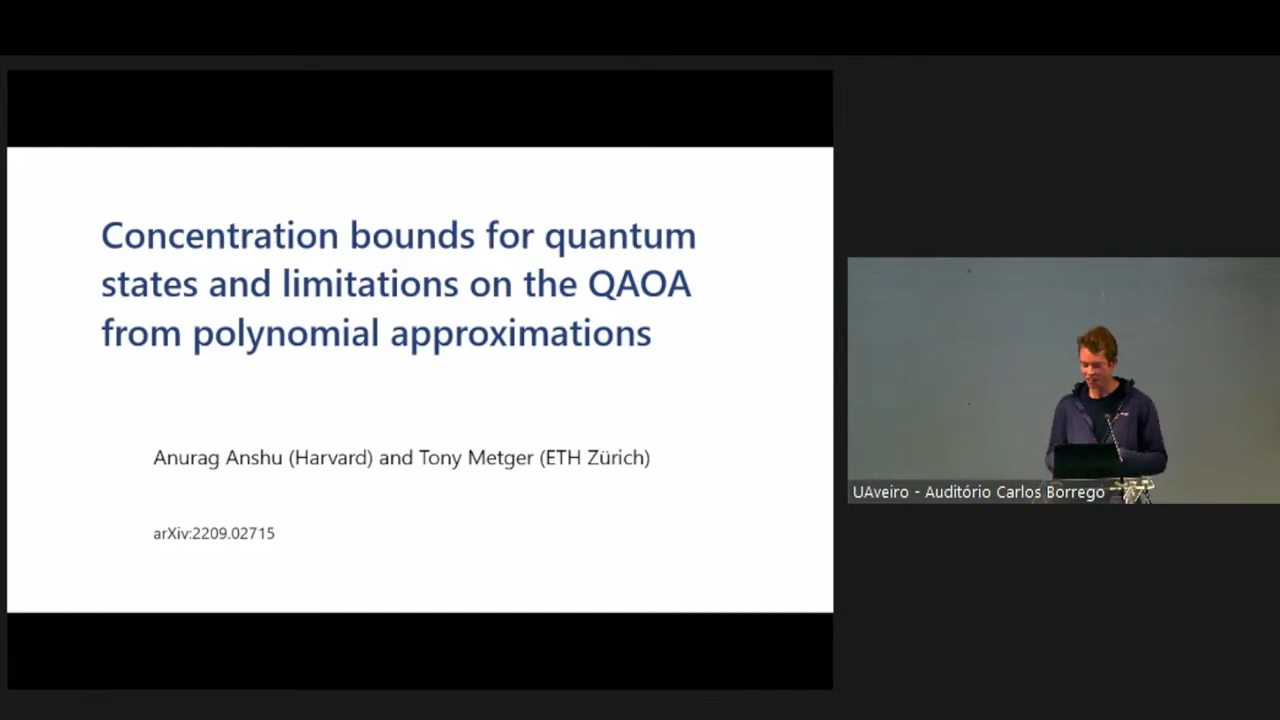 Concentration bounds for quantum
states and limitations on the QAOA
from polynomial approximations
Anurag Anshu (Harvard) and Tony Metger (ETH Zürich)
arXiv:2209.02715
UAveiro - Auditório Carlos Borrego